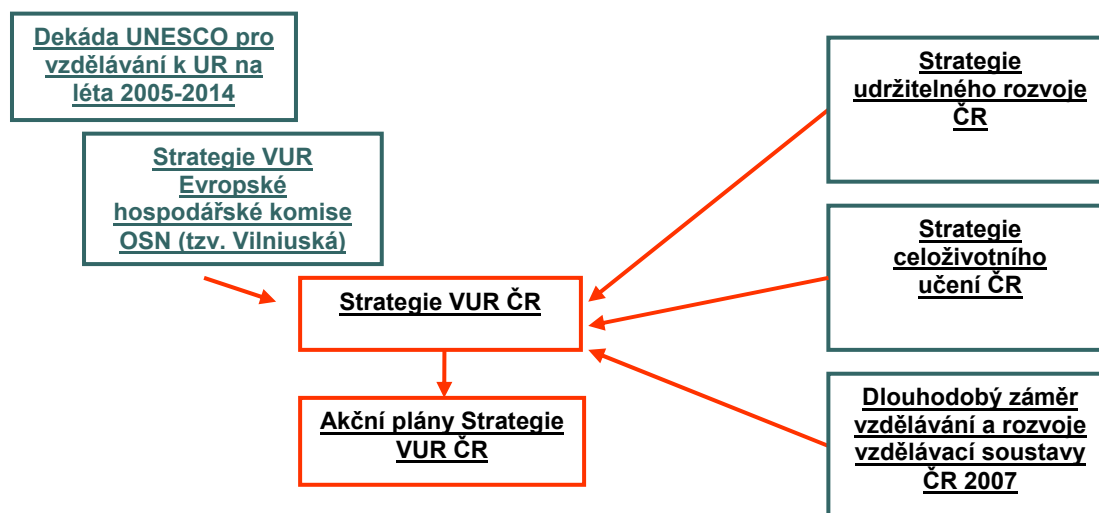 Dekáda UNESCO pro
vzdělávání k UR na
léta 2005-2014
Strategie VUR
Evropské
hospodářské komise
OSN (tzv. Vilniuská)
Strategie VUR ČR
Akční plány Strategie
VUR ČR
Strategie
udržitelného rozvoje
ČR
Strategie
celoživotního
učení ČR
Dlouhodobý záměr
vzdělávání a rozvoje
vzdělávací soustavy
ČR 2007